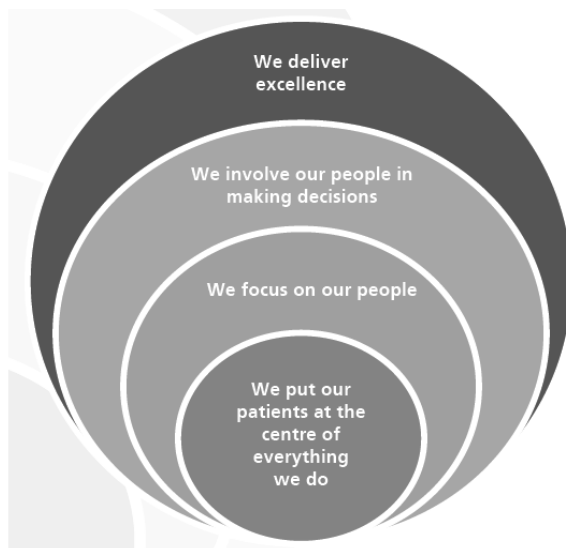 We deliver
excellence
We involve our people in
making decisions
We focus on our people
We put our
patients at the
centre of
everything
we do